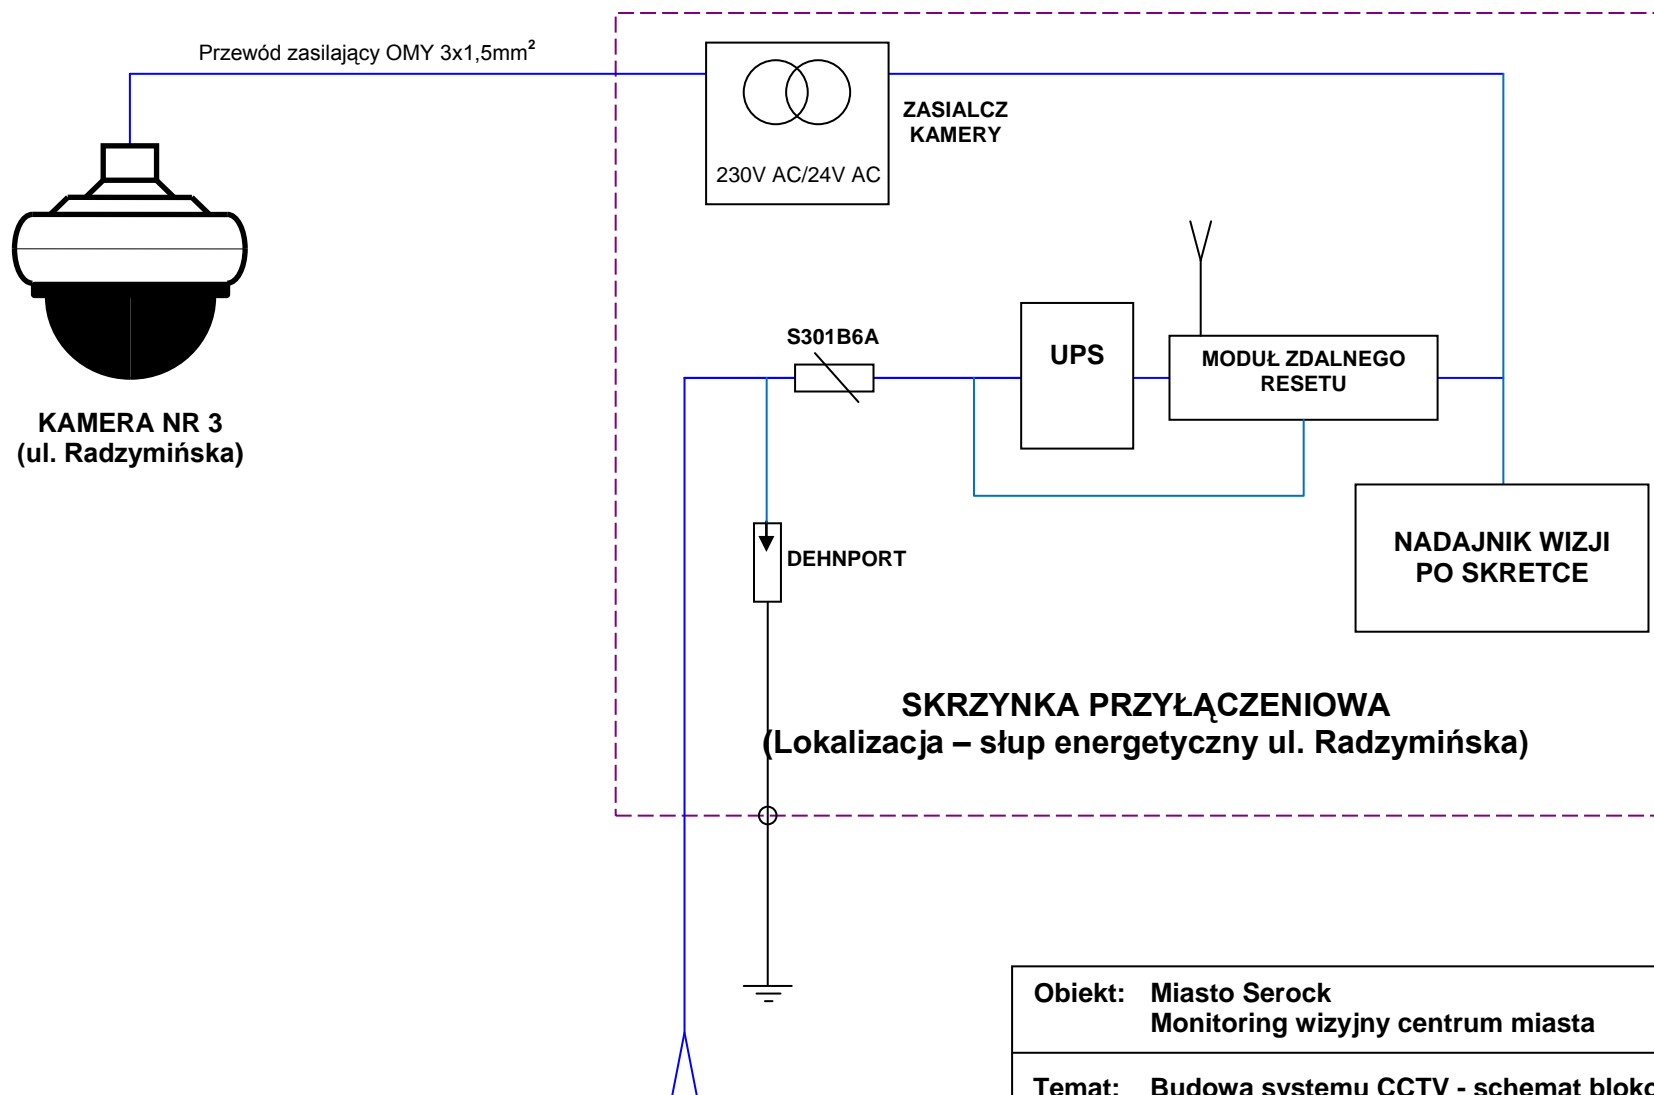 Przewód zasilający OMY 3x1,5mm²
ZASIALCZ
KAMERY
230V AC/24V AC
KAMERA NR 3
(ul. Radzymińska)
S301B6A
UPS
MODUŁ ZDALNEGO
RESETU
DEHNPORT
NADAJNIK WIZJI
PO SKRETCE
SKRZYNKA PRZYŁĄCZENIOWA
(Lokalizacja – słup energetyczny ul. Radzymińska)
Obiekt: Miasto Serock
Monitoring wizyjny centrum miasta
Temat: Budowa systemu CCTV - schemat bloko